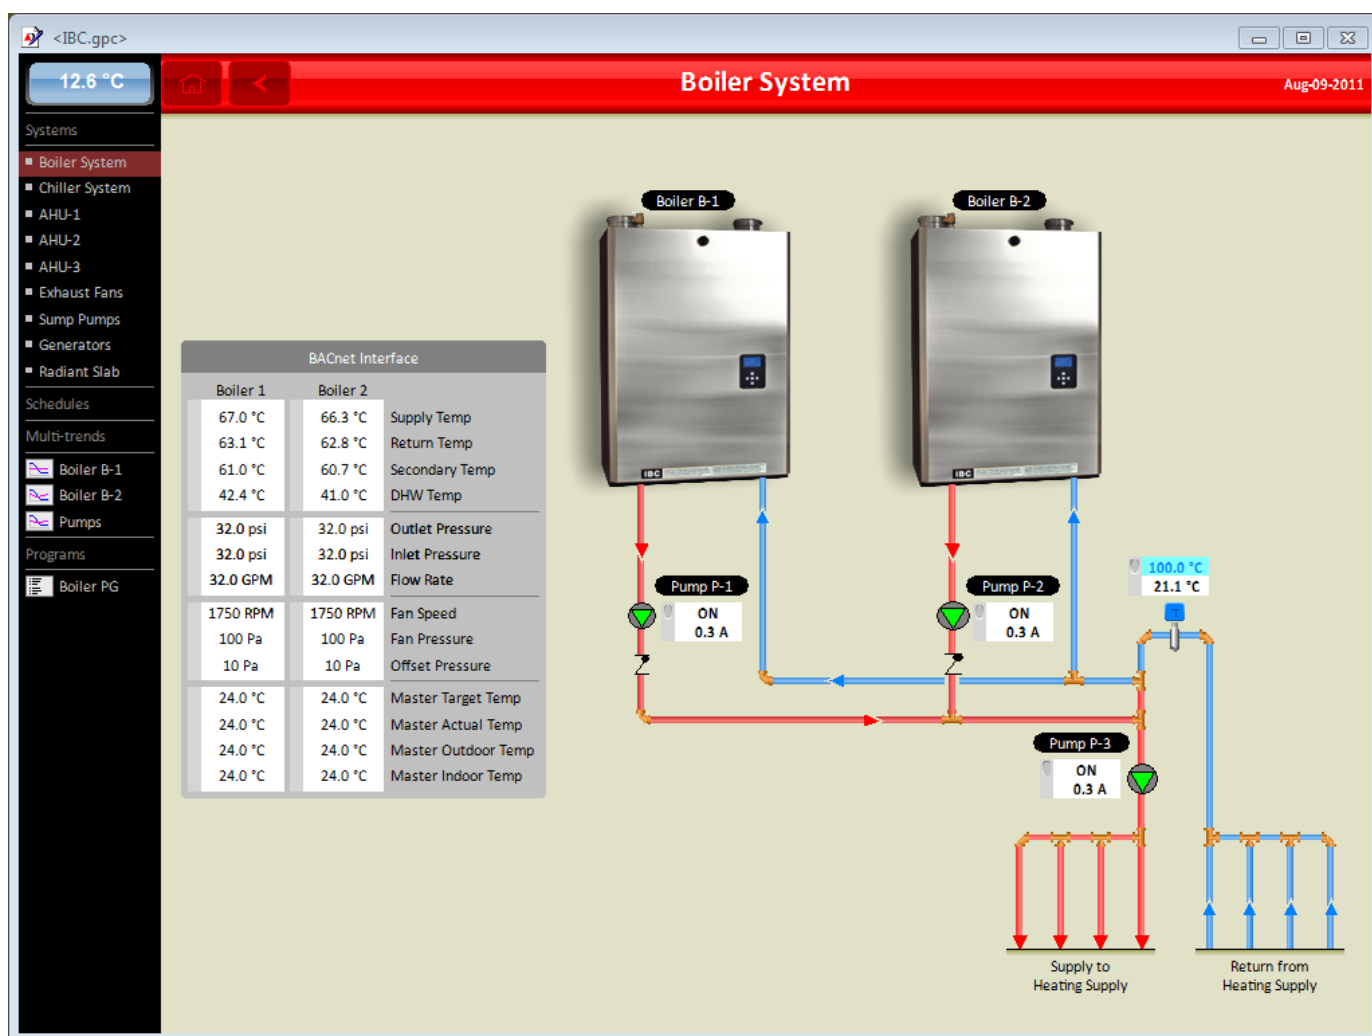 <IBC.gpc>
12.6 °C
Boiler System
Aug-09-2011
Systems
Boiler System
Chiller System
AHU-1
AHU-2
AHU-3
Exhaust Fans
Sump Pumps
Generators
Radiant Slab
Schedules
Multi-trends
Boiler B-1
Boiler B-2
Pumps
Programs
Boiler PG
BACnet Interface
Boiler 1 Boiler 2
67.0 °C 66.3 °C Supply Temp
63.1 °C 62.8 °C Return Temp
61.0 °C 60.7 °C Secondary Temp
42.4 °C 41.0 °C DHW Temp
32.0 psi 32.0 psi Outlet Pressure
32.0 psi 32.0 psi Inlet Pressure
32.0 GPM 32.0 GPM Flow Rate
1750 RPM 1750 RPM Fan Speed
100 Pa 100 Pa Fan Pressure
10 Pa 10 Pa Offset Pressure
24.0 °C 24.0 °C Master Target Temp
24.0 °C 24.0 °C Master Actual Temp
24.0 °C 24.0 °C Master Outdoor Temp
24.0 °C 24.0 °C Master Indoor Temp
Boiler B-1
IBC
Boiler B-2
IBC
Pump P-1
ON
0.3 A
Pump P-2
ON
0.3 A
100.0 °C
21.1 °C
T
Pump P-3
ON
0.3 A
Supply to
Heating Supply
Return from
Heating Supply